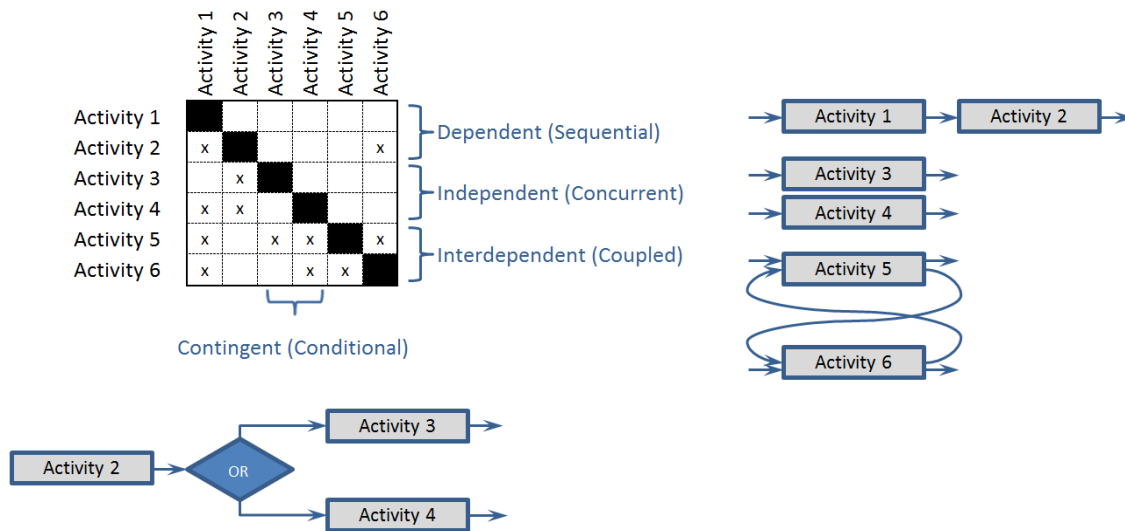 Activity 1
Activity 2
Activity 3
Activity 4
Activity 5
Activity 6
Activity 1
Activity 2 x x
Activity 3 x
Activity 4 x x
Activity 5 x x x x
Activity 6 x x x
Dependent (Sequential)
Independent (Concurrent)
Interdependent (Coupled)
Contingent (Conditional)
Activity 1
Activity 2
Activity 3
Activity 4
Activity 5
Activity 6
Activity 2
OR
Activity 3
Activity 4